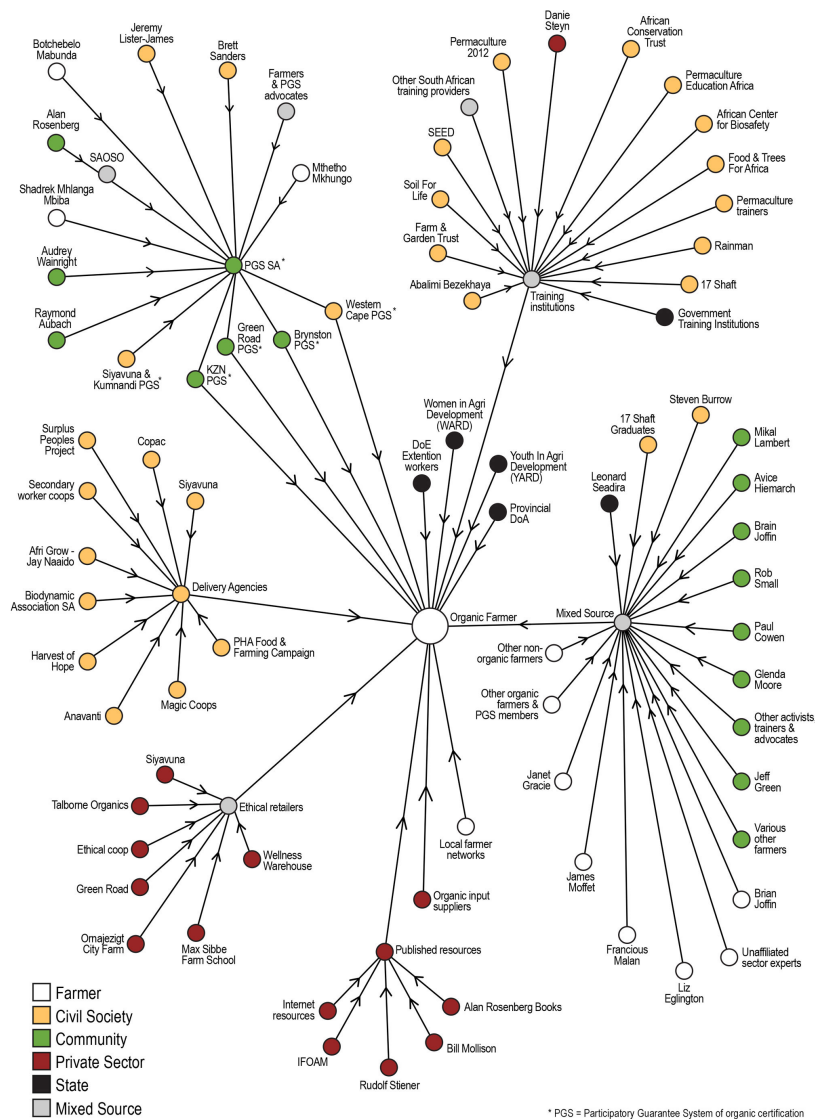 Jeremy
Lister-James
Botchebelo
Mabunda
Brett
Sanders
Farmers
& PGS
advocates
Alan
Rosenberg
SAOSO
Mthetho
Mkhungo
Shadrek Mhlanga
Mbiba
Audrey
Wainright
PGS SA*
Raymond
Aubach
Siyavuna &
Kumnandi PGS*
KZN
PGS*
Green
Road
PGS*
Brynston
PGS*
Western
Cape PGS*
Danie
Steyn
African
Conservation
Trust
Permaculture
2012
Other South African
training providers
Permaculture
Education Africa
African Center
for Biosafety
SEED
Food & Trees
For Africa
Soil For
Life
Permaculture
trainers
Farm &
Garden Trust
Rainman
Abalimi Bezekhaya
Training
institutions
17 Shaft
Government
Training Institutions
Women in Agri
Development
(WARD)
DoE
Extention
workers
Youth In Agri
Development
(YARD)
Provincial
DoA
Surplus
Peoples
Project
Copac
Secondary
worker coops
Siyavuna
Afri Grow -
Jay Naaido
Delivery Agencies
Biodynamic
Association SA
Harvest of
Hope
PHA Food &
Farming Campaign
Magic Coops
Anavanti
Organic Farmer
Steven Burrow
17 Shaft
Graduates
Leonard
Seadira
Mikal
Lambert
Avice
Hiemarch
Brain
Joffin
Rob
Small
Mixed Source
Paul
Cowen
Other non-
organic farmers
Glenda
Moore
Other organic
farmers &
PGS members
Other activists,
trainers &
advocates
Janet
Gracie
Jeff
Green
Various
other
farmers
James
Moffet
Brian
Joffin
Francious
Malan
Unaffiliated
sector experts
Liz
Eglington
Siyavuna
Talborne Organics
Ethical retailers
Ethical coop
Wellness
Warehouse
Green Road
Omajezigt
City Farm
Max Sibbe
Farm School
Local farmer
networks
Organic input
suppliers
Published resources
Internet
resources
Alan Rosenberg Books
IFOAM
Bill Mollison
Rudolf Stiener
Farmer
Civil Society
Community
Private Sector
State
Mixed Source
* PGS = Participatory Guarantee System of organic certification